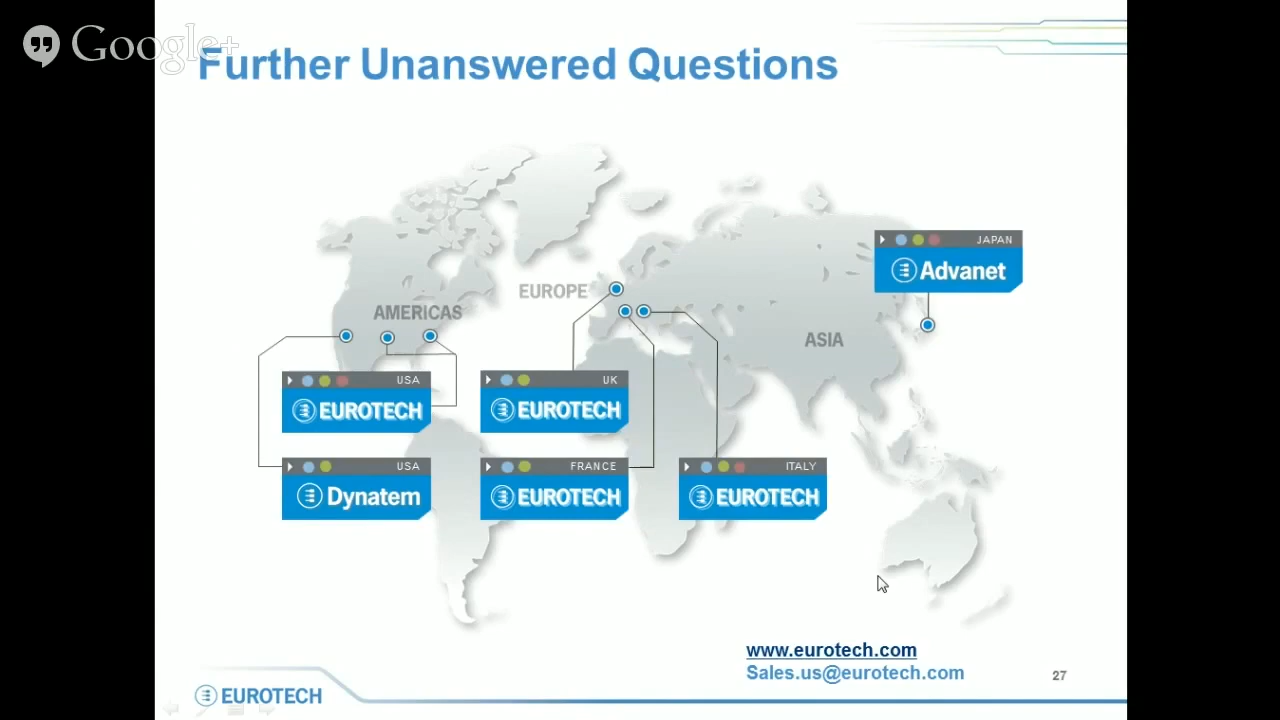 Google+
Further Unanswered Questions
JAPAN
Advanet
EUROPE
AMERICAS
ASIA
USA
EUROTECH
UK
EUROTECH
USA
Dynatem
FRANCE
EUROTECH
ITALY
EUROTECH
www.eurotech.com
Sales.us@eurotech.com
27
EUROTECH